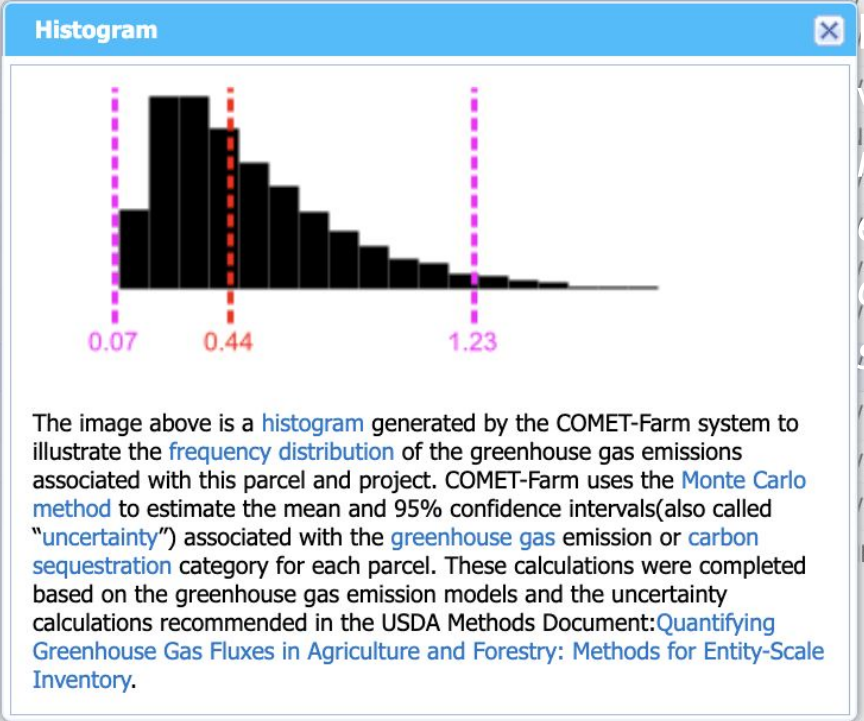 Histogram
0.07 0.44 1.23
The image above is a histogram generated by the COMET-Farm system to
illustrate the frequency distribution of the greenhouse gas emissions
associated with this parcel and project. COMET-Farm uses the Monte Carlo
method to estimate the mean and 95% confidence intervals(also called
“uncertainty”) associated with the greenhouse gas emission or carbon
sequestration category for each parcel. These calculations were completed
based on the greenhouse gas emission models and the uncertainty
calculations recommended in the USDA Methods Document:Quantifying
Greenhouse Gas Fluxes in Agriculture and Forestry: Methods for Entity-Scale
Inventory.